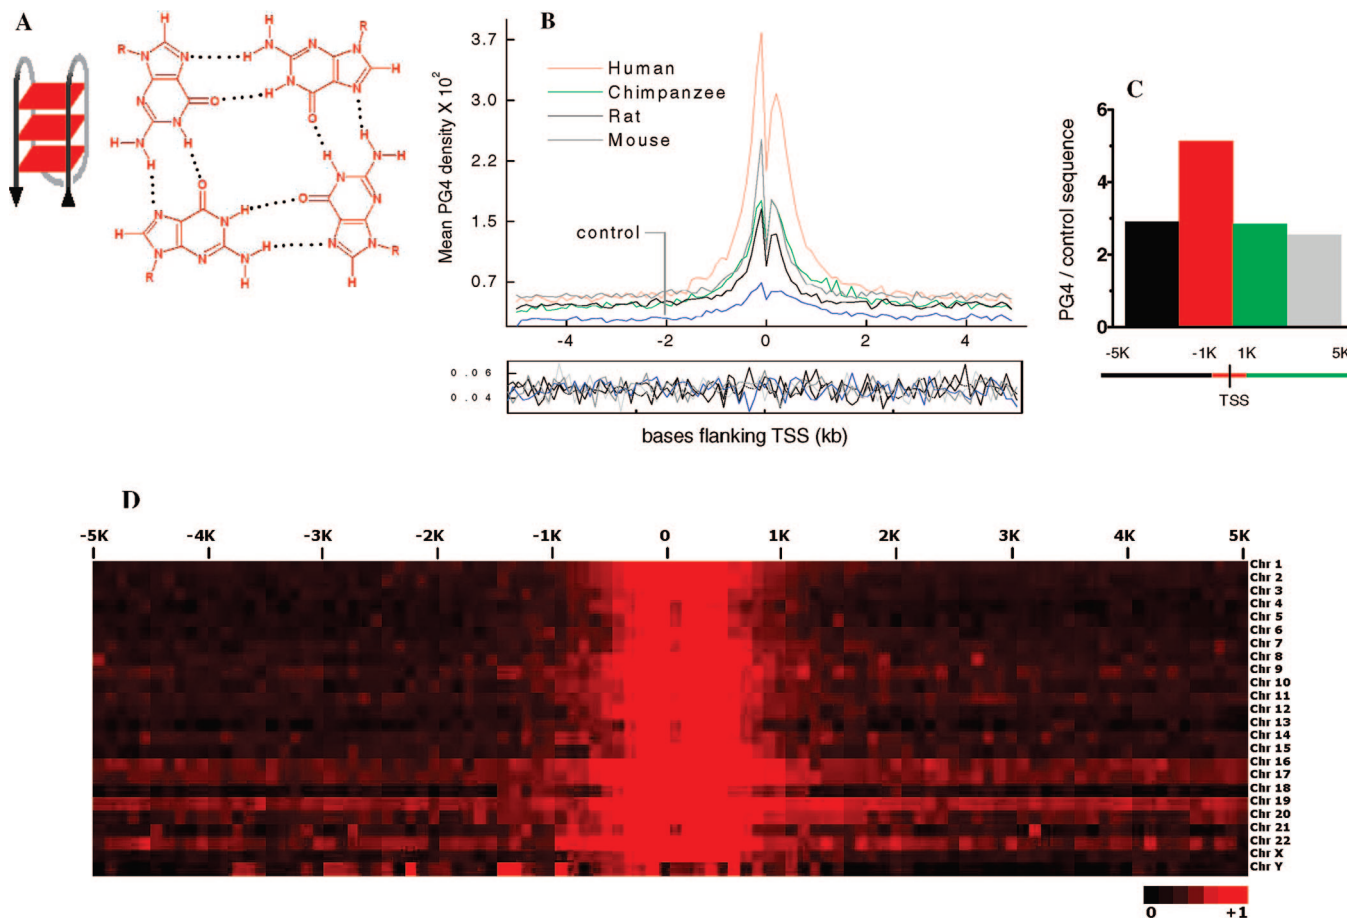 A
R
N
N
H
H
N
H
N
N
R
N
N
O
H
N
N
H
N
H
O
N
H
H
N
H
H
H
N
N
O
O
N
H
N
N
H
N
N
R
N
N
H
H
N
H
R
H
B
Mean PG4 density X 10²
3.7
3.0
2.2
1.5
0.7
Human
Chimpanzee
Rat
Mouse
control
-4 -2 0 2 4
0.06
0.04
bases flanking TSS (kb)
C
PG4 / control sequence
6
4
2
0
-5K -1K 1K 5K
TSS
D
-5K -4K -3K -2K -1K 0 1K 2K 3K 4K 5K
Chr 1
Chr 2
Chr 3
Chr 4
Chr 5
Chr 6
Chr 7
Chr 8
Chr 9
Chr 10
Chr 11
Chr 12
Chr 13
Chr 14
Chr 15
Chr 16
Chr 17
Chr 18
Chr 19
Chr 20
Chr 21
Chr 22
Chr X
Chr Y
0 +1